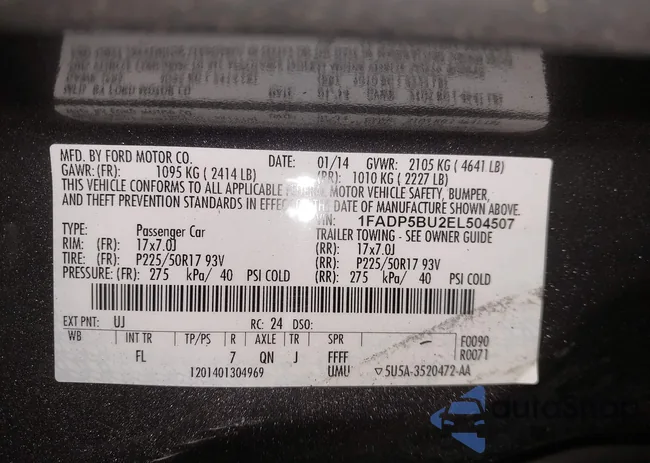 MFD. BY FORD MOTOR CO. DATE: 01/14 GVWR: 2105 KG ( 4641 LB)
GAWR: (FR): 1095 KG ( 2414 LB) (RR): 1010 KG ( 2227 LB)
THIS VEHICLE CONFORMS TO ALL APPLICABLE MOTOR VEHICLE SAFETY, BUMPER,
AND THEFT PREVENTION STANDARDS IN EFFECT THE DATE OF MANUFACTURE SHOWN ABOVE.
VIN: 1FADP5BU2EL504507
TYPE: Passenger Car TRAILER TOWING - SEE OWNER GUIDE
RIM: (FR): 17x7.0J (RR): 17x7.0J
TIRE: (FR): P225/50R17 93V (RR): P225/50R17 93V
PRESSURE: (FR): 275 kPa/ 40 PSI COLD (RR): 275 kPa/ 40 PSI COLD
EXT PNT: UJ RC: 24 DSO:
WB INT TR TP/PS R AXLE TR SPR F0090
FL 7 QN J FFFF R0071
1201401304969 UMU ▽5U5A-3520472-AA